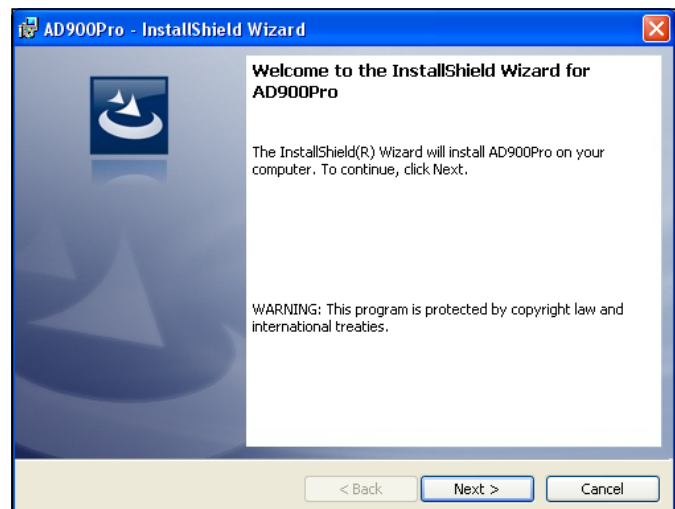 AD900Pro - InstallShield Wizard
Welcome to the InstallShield Wizard for
AD900Pro
The InstallShield(R) Wizard will install AD900Pro on your
computer. To continue, click Next.
WARNING: This program is protected by copyright law and
international treaties.
< Back
Next >
Cancel